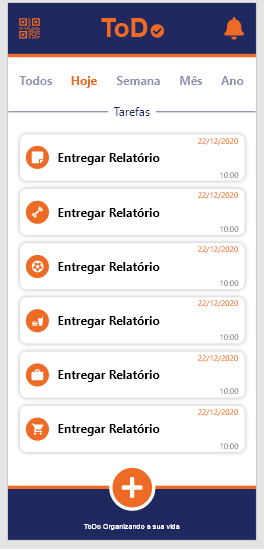 ToDo
Todos Hoje Semana Mês Ano
Tarefas
22/12/2020
Entregar Relatório
10:00
22/12/2020
Entregar Relatório
10:00
22/12/2020
Entregar Relatório
10:00
22/12/2020
Entregar Relatório
10:00
22/12/2020
Entregar Relatório
10:00
22/12/2020
Entregar Relatório
10:00
ToDo Organizando a sua vida